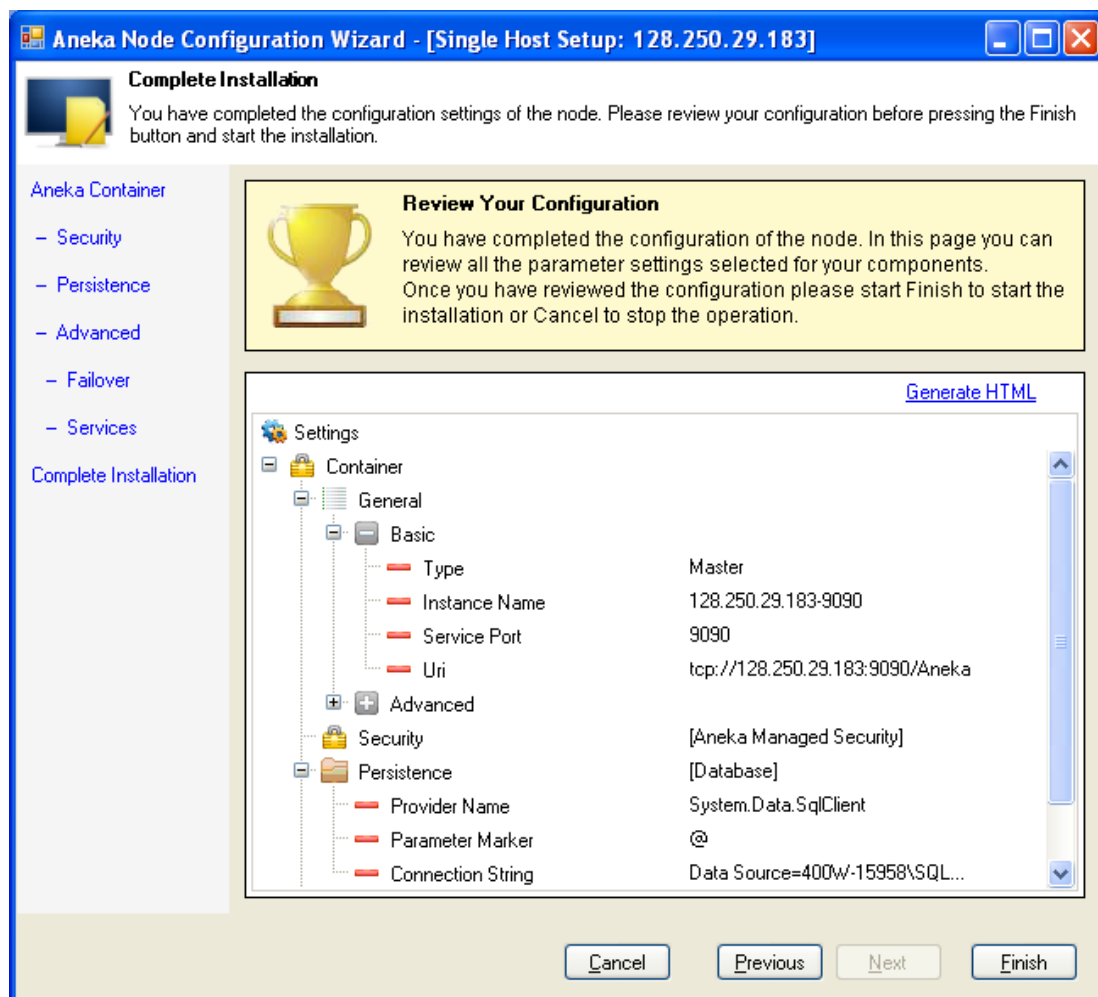 Aneka Node Configuration Wizard - [Single Host Setup: 128.250.29.183]
Complete Installation
You have completed the configuration settings of the node. Please review your configuration before pressing the Finish
button and start the installation.
Aneka Container
– Security
– Persistence
– Advanced
– Failover
– Services
Complete Installation
Review Your Configuration
You have completed the configuration of the node. In this page you can
review all the parameter settings selected for your components.
Once you have reviewed the configuration please start Finish to start the
installation or Cancel to stop the operation.
Generate HTML
Settings
Container
General
Basic
Type Master
Instance Name 128.250.29.183-9090
Service Port 9090
Uri tcp://128.250.29.183:9090/Aneka
Advanced
Security [Aneka Managed Security]
Persistence [Database]
Provider Name System.Data.SqlClient
Parameter Marker @
Connection String Data Source=400W-15958\SQL...
Cancel Previous Next Finish